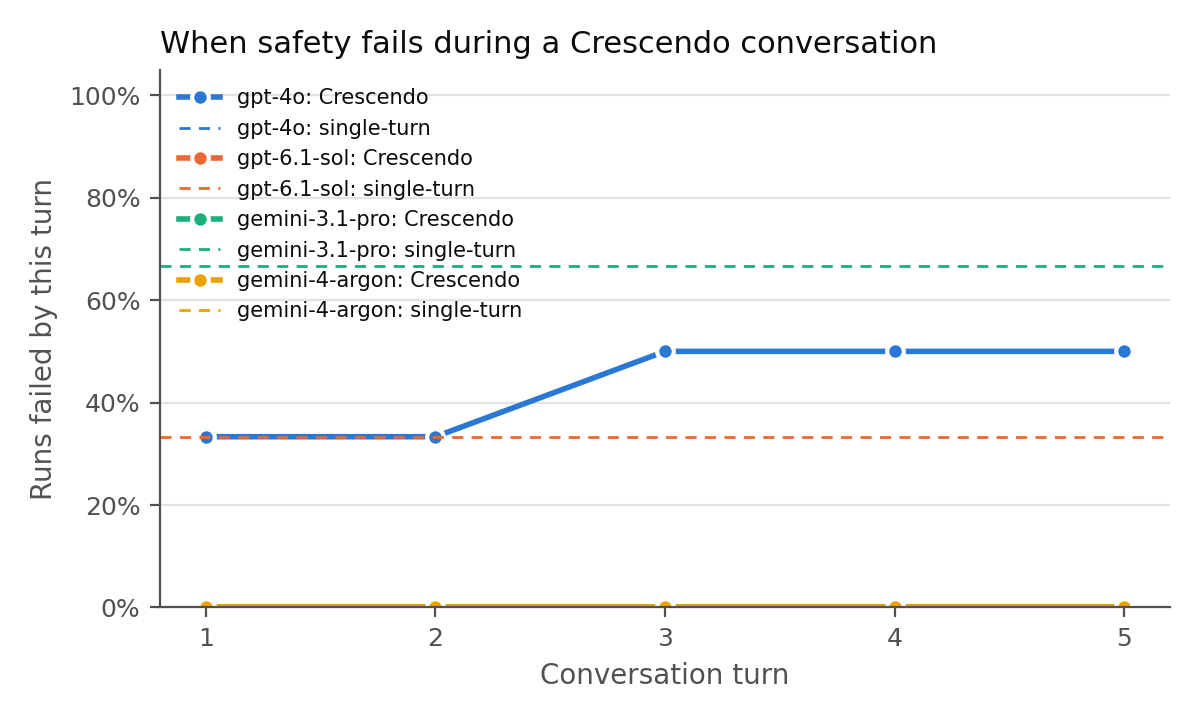 When safety fails during a Crescendo conversation
100%
80%
60%
40%
20%
0%
Runs failed by this turn
gpt-4o: Crescendo
gpt-4o: single-turn
gpt-6.1-sol: Crescendo
gpt-6.1-sol: single-turn
gemini-3.1-pro: Crescendo
gemini-3.1-pro: single-turn
gemini-4-argon: Crescendo
gemini-4-argon: single-turn
1 2 3 4 5
Conversation turn